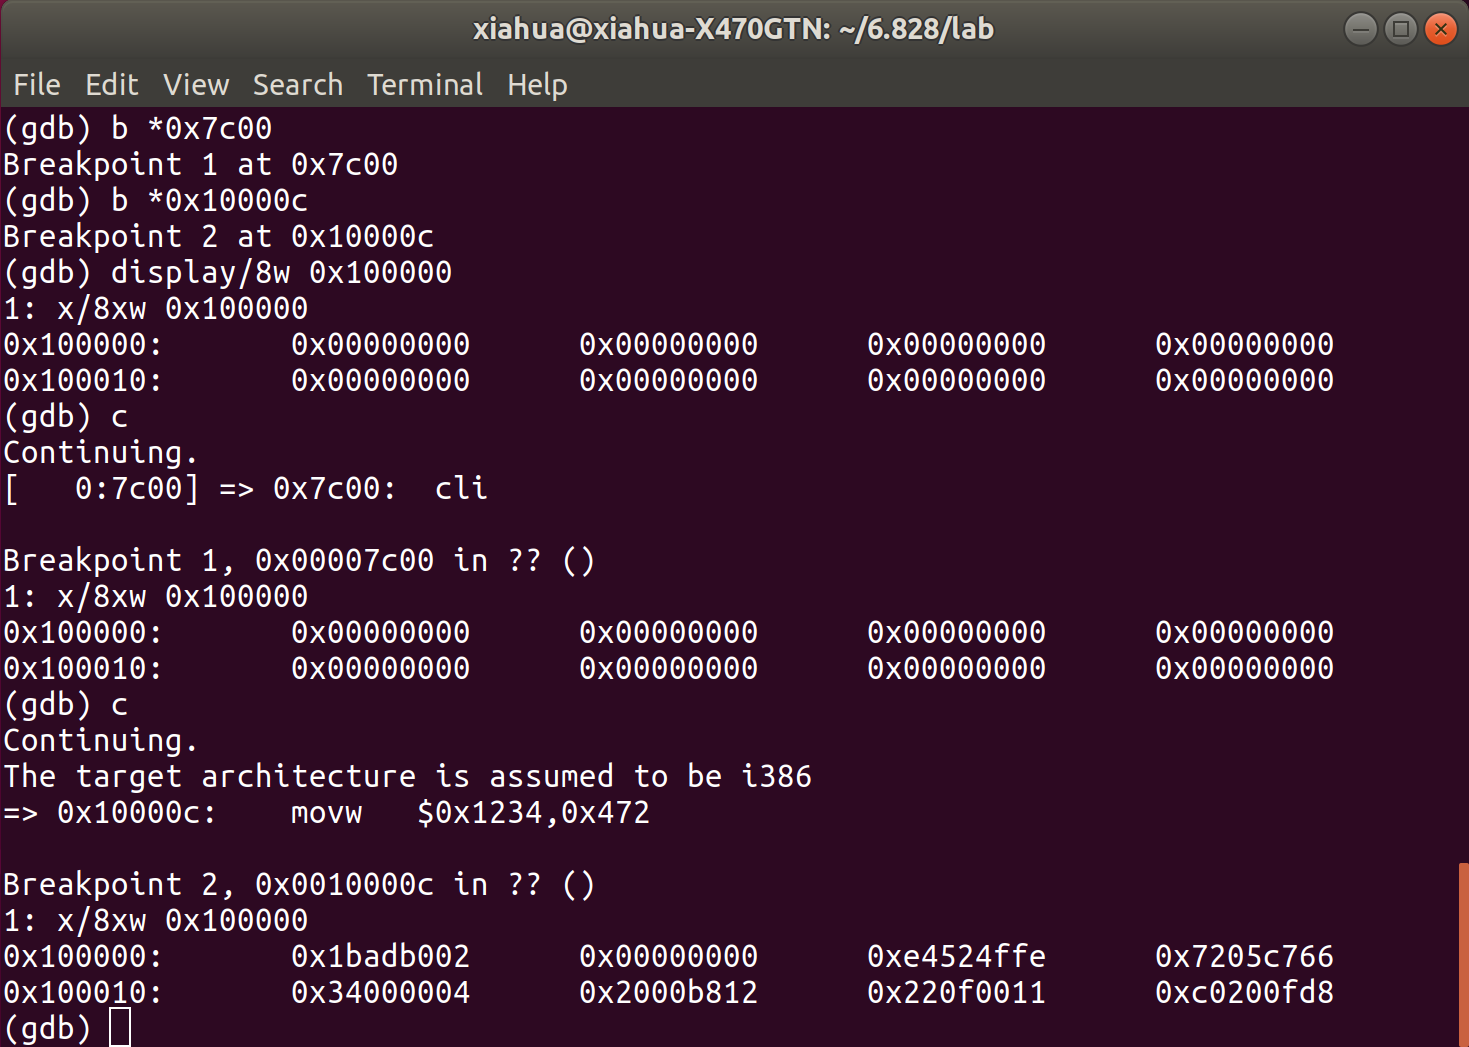 xiahua@xiahua-X470GTN: ~/6.828/lab
File Edit View Search Terminal Help
(gdb) b *0x7c00
Breakpoint 1 at 0x7c00
(gdb) b *0x10000c
Breakpoint 2 at 0x10000c
(gdb) display/8w 0x100000
1: x/8xw 0x100000
0x100000:       0x00000000      0x00000000      0x00000000      0x00000000
0x100010:       0x00000000      0x00000000      0x00000000      0x00000000
(gdb) c
Continuing.
[   0:7c00] => 0x7c00:  cli
Breakpoint 1, 0x00007c00 in ?? ()
1: x/8xw 0x100000
0x100000:       0x00000000      0x00000000      0x00000000      0x00000000
0x100010:       0x00000000      0x00000000      0x00000000      0x00000000
(gdb) c
Continuing.
The target architecture is assumed to be i386
=> 0x10000c:    movw   $0x1234,0x472
Breakpoint 2, 0x0010000c in ?? ()
1: x/8xw 0x100000
0x100000:       0x1badb002      0x00000000      0xe4524ffe      0x7205c766
0x100010:       0x34000004      0x2000b812      0x220f0011      0xc0200fd8
(gdb)